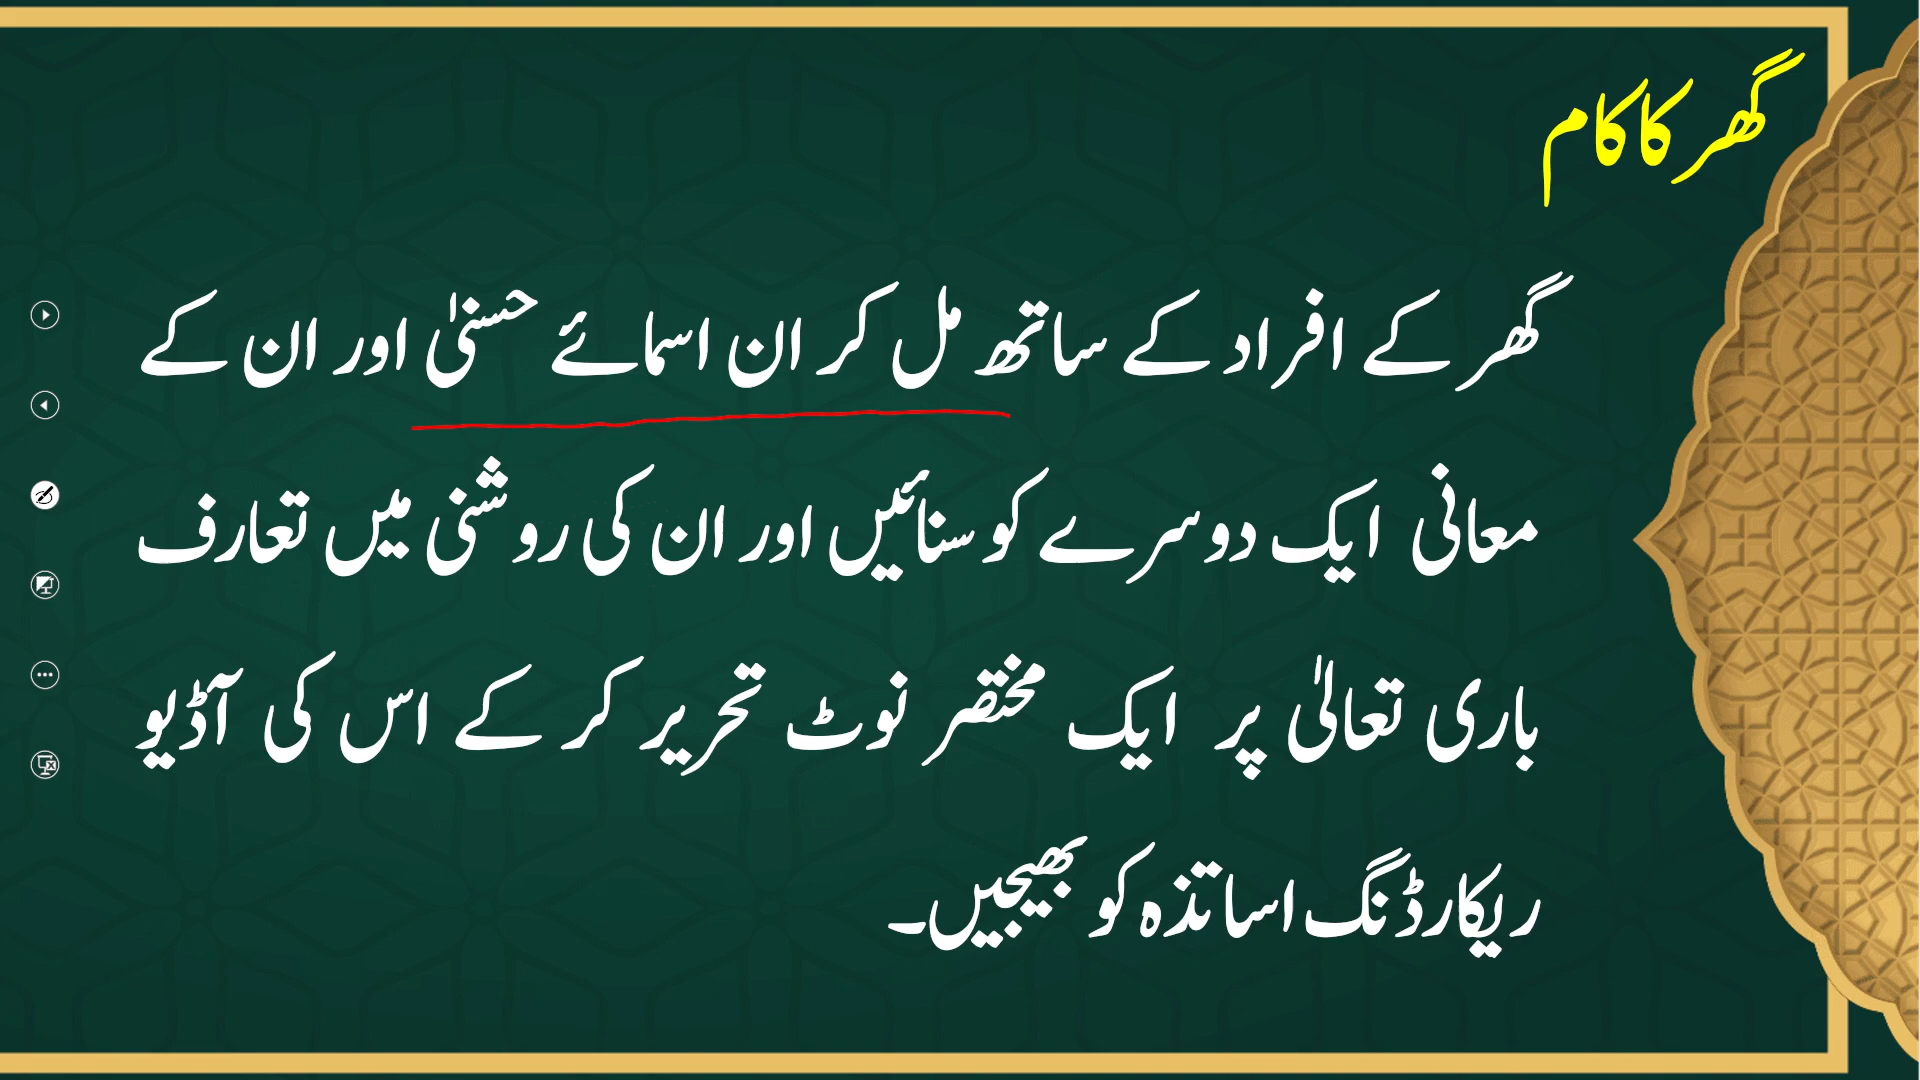 گھر کا کام
گھر کے افراد کے ساتھ مل کر ان اسمائے حسنیٰ اور ان کے
معانی ایک دوسرے کو سنائیں اور ان کی روشنی میں تعارف
باری تعالیٰ پر ایک مختصر نوٹ تحریر کر کے اس کی آڈیو
ریکارڈنگ اساتذہ کو بھیجیں۔